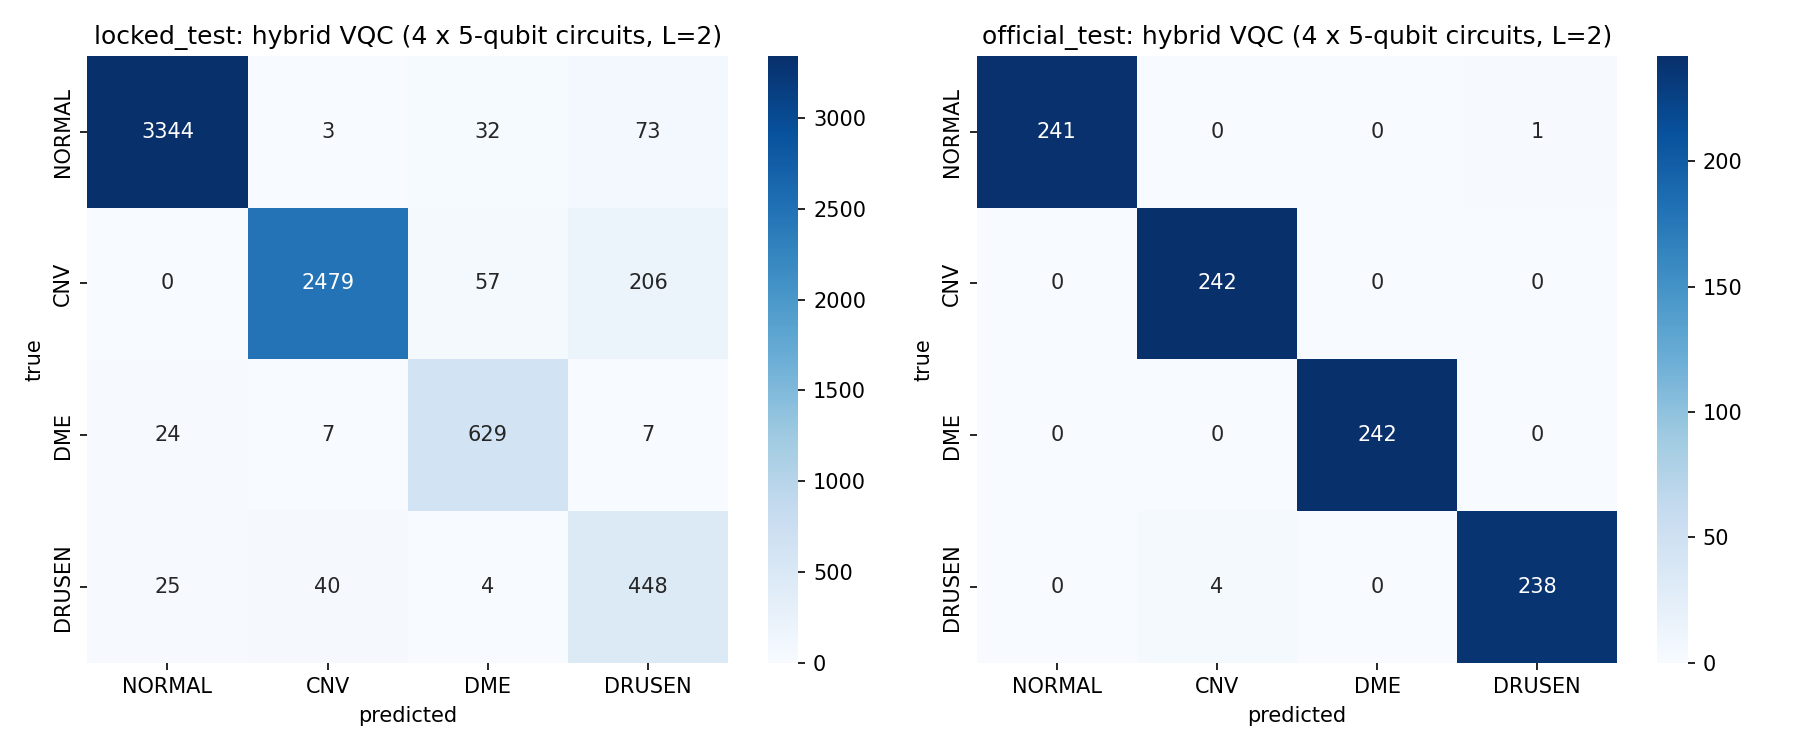 locked_test: hybrid VQC (4 x 5-qubit circuits, L=2)
NORMAL 3344 3 32 73
CNV 0 2479 57 206
DME 24 7 629 7
DRUSEN 25 40 4 448
true
NORMAL CNV DME DRUSEN
predicted
3000
2500
2000
1500
1000
500
0
official_test: hybrid VQC (4 x 5-qubit circuits, L=2)
NORMAL 241 0 0 1
CNV 0 242 0 0
DME 0 0 242 0
DRUSEN 0 4 0 238
true
NORMAL CNV DME DRUSEN
predicted
200
150
100
50
0